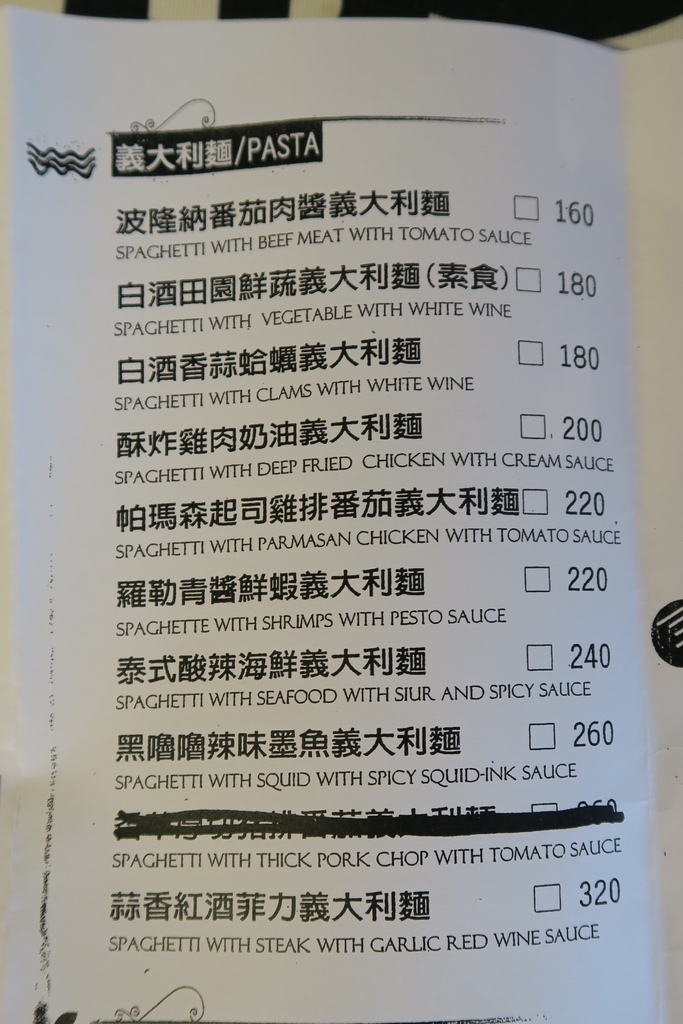 義大利麵/PASTA
波隆納番茄肉醬義大利麵 □ 160
SPAGHETTI WITH BEEF MEAT WITH TOMATO SAUCE
白酒田園鮮蔬義大利麵(素食) □ 180
SPAGHETTI WITH VEGETABLE WITH WHITE WINE
白酒香蒜蛤蠣義大利麵 □ 180
SPAGHETTI WITH CLAMS WITH WHITE WINE
酥炸雞肉奶油義大利麵 □ 200
SPAGHETTI WITH DEEP FRIED CHICKEN WITH CREAM SAUCE
帕瑪森起司雞排番茄義大利麵 □ 220
SPAGHETTI WITH PARMASAN CHICKEN WITH TOMATO SAUCE
羅勒青醬鮮蝦義大利麵 □ 220
SPAGHETTE WITH SHRIMPS WITH PESTO SAUCE
泰式酸辣海鮮義大利麵 □ 240
SPAGHETTI WITH SEAFOOD WITH SIUR AND SPICY SAUCE
黑嚕嚕辣味墨魚義大利麵 □ 260
SPAGHETTI WITH SQUID WITH SPICY SQUID-INK SAUCE
SPAGHETTI WITH THICK PORK CHOP WITH TOMATO SAUCE
蒜香紅酒菲力義大利麵 □ 320
SPAGHETTI WITH STEAK WITH GARLIC RED WINE SAUCE